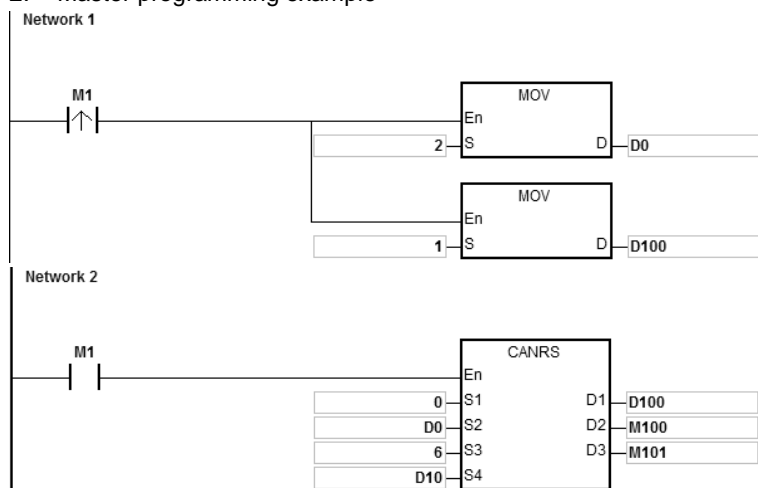 2. Master programming example
Network 1
M1
MOV
En
2 S D D0
MOV
En
1 S D D100
Network 2
M1
CANRS
En
0 S1 D1 D100
D0 S2 D2 M100
6 S3 D3 M101
D10 S4